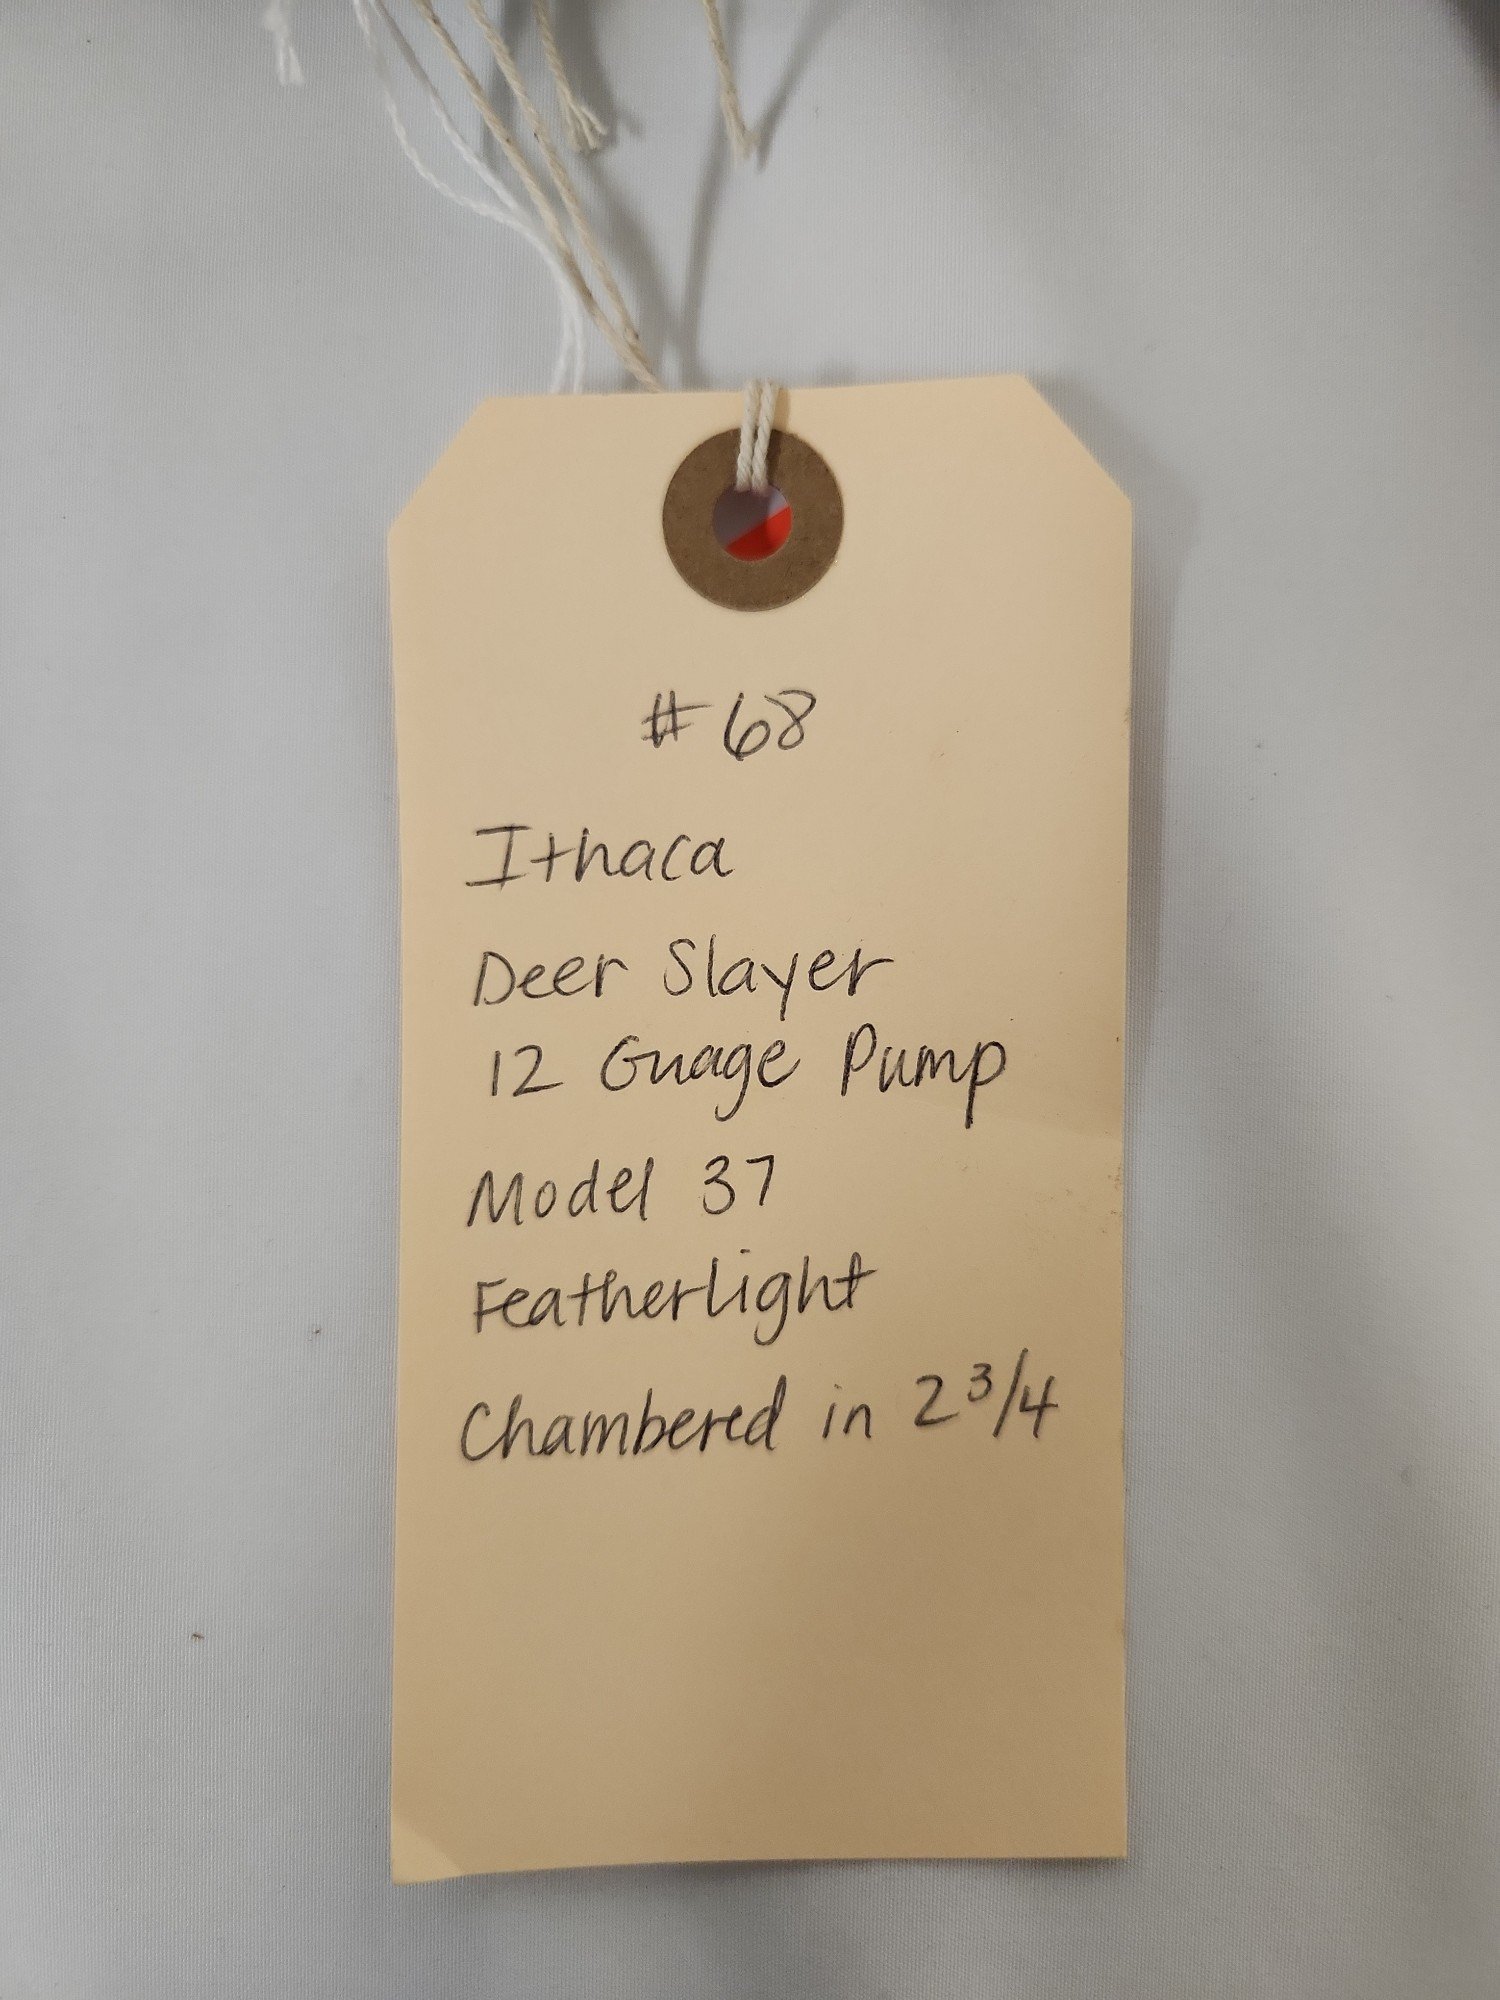 #68
Ithaca
Deer Slayer
12 Guage Pump
Model 37
Featherlight
Chambered in 2 3/4